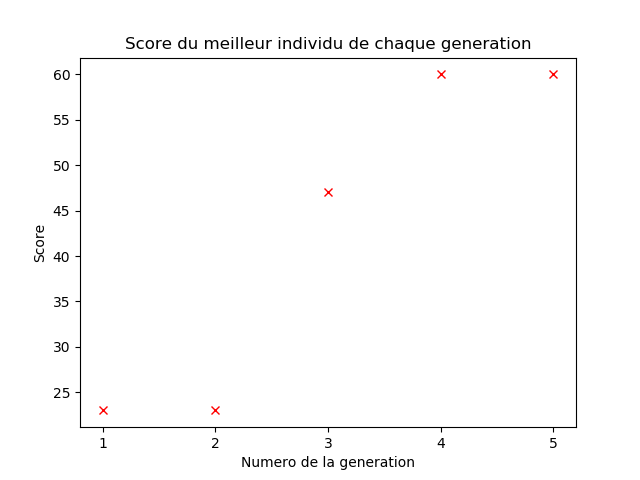 Score du meilleur individu de chaque generation
60
55
50
45
40
35
30
25
Score
1 2 3 4 5
Numero de la generation